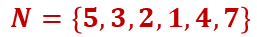 N = {5, 3, 2, 1, 4, 7}